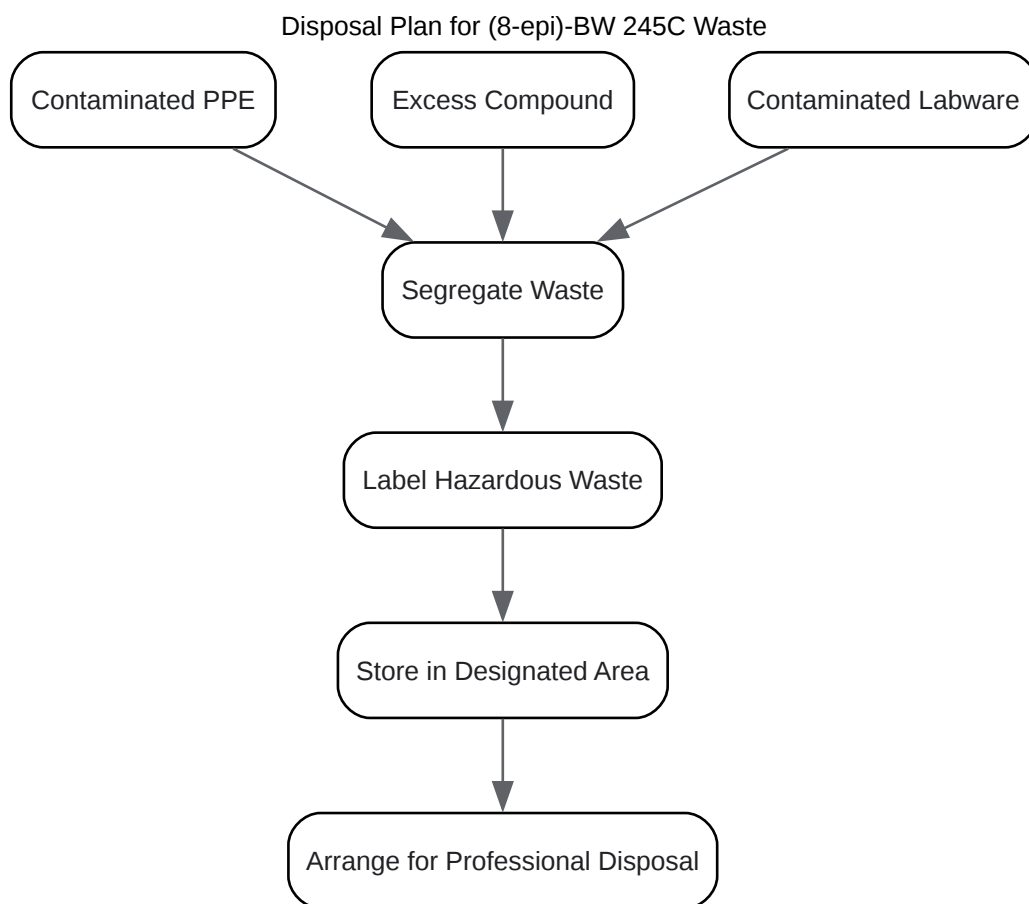 Disposal Plan for (8-epi)-BW 245C Waste
Contaminated PPE
Excess Compound
Contaminated Labware
Segregate Waste
Label Hazardous Waste
Store in Designated Area
Arrange for Professional Disposal